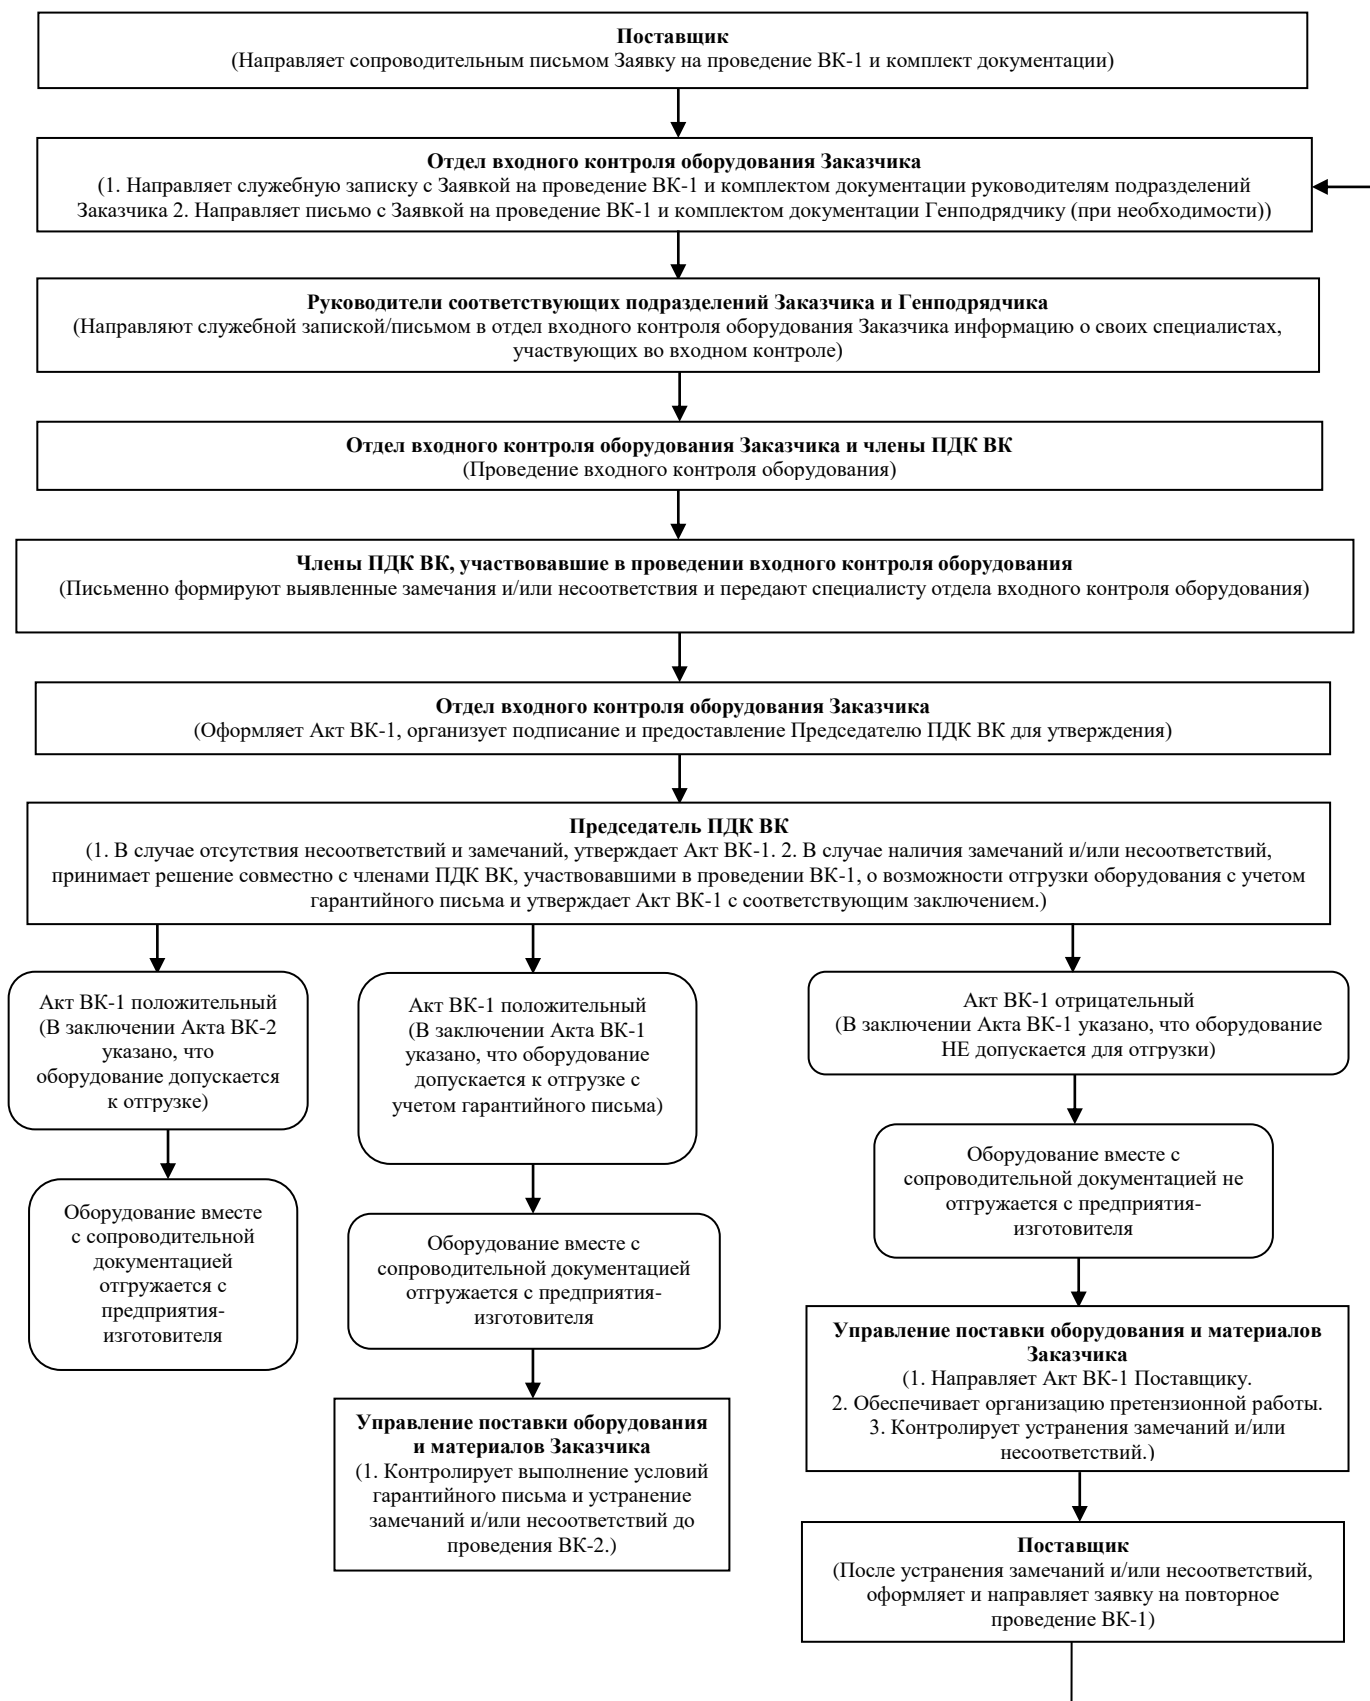 Поставщик
(Направляет сопроводительным письмом Заявку на проведение ВК-1 и комплект документации)
Отдел входного контроля оборудования Заказчика
(1. Направляет служебную записку с Заявкой на проведение ВК-1 и комплектом документации руководителям подразделений
Заказчика 2. Направляет письмо с Заявкой на проведение ВК-1 и комплектом документации Генподрядчику (при необходимости))
Руководители соответствующих подразделений Заказчика и Генподрядчика
(Направляют служебной запиской/письмом в отдел входного контроля оборудования Заказчика информацию о своих специалистах,
участвующих во входном контроле)
Отдел входного контроля оборудования Заказчика и члены ПДК ВК
(Проведение входного контроля оборудования)
Члены ПДК ВК, участвовавшие в проведении входного контроля оборудования
(Письменно формируют выявленные замечания и/или несоответствия и передают специалисту отдела входного контроля оборудования)
Отдел входного контроля оборудования Заказчика
(Оформляет Акт ВК-1, организует подписание и предоставление Председателю ПДК ВК для утверждения)
Председатель ПДК ВК
(1. В случае отсутствия несоответствий и замечаний, утверждает Акт ВК-1. 2. В случае наличия замечаний и/или несоответствий,
принимает решение совместно с членами ПДК ВК, участвовавшими в проведении ВК-1, о возможности отгрузки оборудования с учетом
гарантийного письма и утверждает Акт ВК-1 с соответствующим заключением.)
Акт ВК-1 положительный
(В заключении Акта ВК-2
указано, что
оборудование допускается
к отгрузке)
Оборудование вместе
с сопроводительной
документацией
отгружается с
предприятия-
изготовителя
Акт ВК-1 положительный
(В заключении Акта ВК-1
указано, что оборудование
допускается к отгрузке с
учетом гарантийного письма)
Оборудование вместе с
сопроводительной документацией
отгружается с предприятия-
изготовителя
Управление поставки оборудования
и материалов Заказчика
(1. Контролирует выполнение условий
гарантийного письма и устранение
замечаний и/или несоответствий до
проведения ВК-2.)
Акт ВК-1 отрицательный
(В заключении Акта ВК-1 указано, что оборудование
НЕ допускается для отгрузки)
Оборудование вместе с
сопроводительной документацией не
отгружается с предприятия-
изготовителя
Управление поставки оборудования и материалов
Заказчика
(1. Направляет Акт ВК-1 Поставщику.
2. Обеспечивает организацию претензионной работы.
3. Контролирует устранения замечаний и/или
несоответствий.)
Поставщик
(После устранения замечаний и/или несоответствий,
оформляет и направляет заявку на повторное
проведение ВК-1)